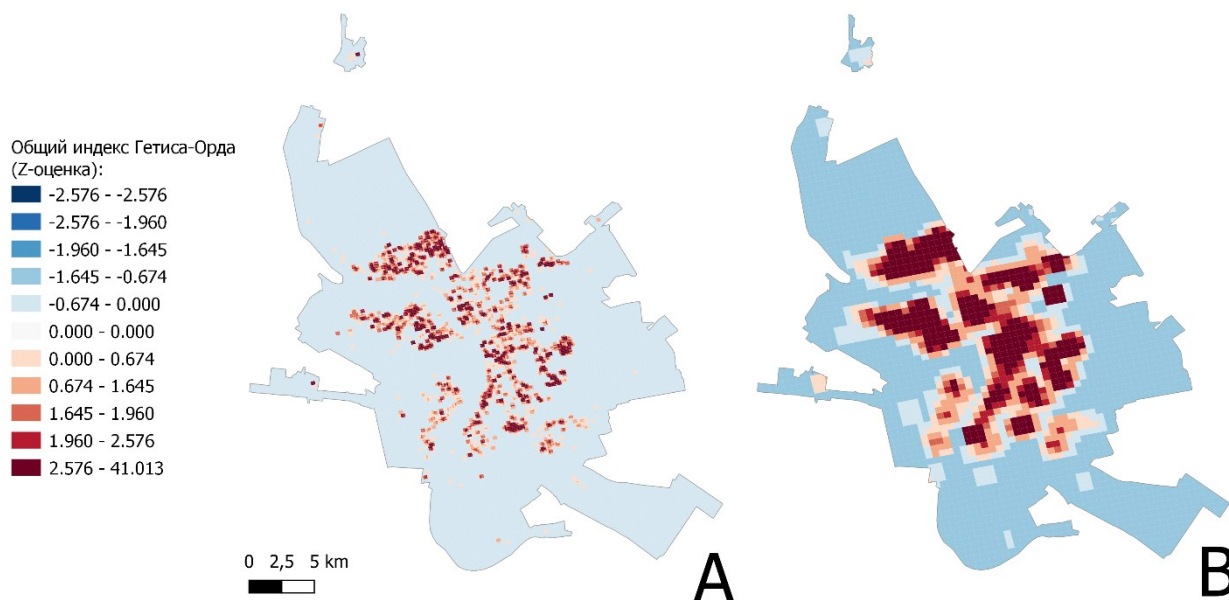 Общий индекс Гетиса-Орда
(Z-оценка):
-2.576 - -2.576
-2.576 - -1.960
-1.960 - -1.645
-1.645 - -0.674
-0.674 - 0.000
0.000 - 0.000
0.000 - 0.674
0.674 - 1.645
1.645 - 1.960
1.960 - 2.576
2.576 - 41.013
0 2,5 5 km
A
B